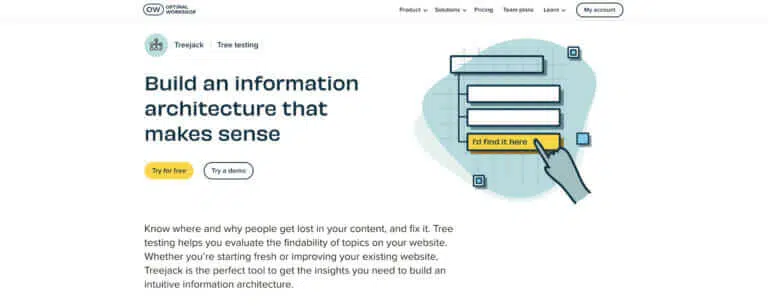 OW OPTIMAL WORKSHOP
Product Solutions Pricing Team plans Learn My account
Treejack Tree testing
Build an information
architecture that
makes sense
I'd find it here
Try for free Try a demo
Know where and why people get lost in your content, and fix it. Tree
testing helps you evaluate the findability of topics on your website.
Whether you're starting fresh or improving your existing website,
Treejack is the perfect tool to get the insights you need to build an
intuitive information architecture.